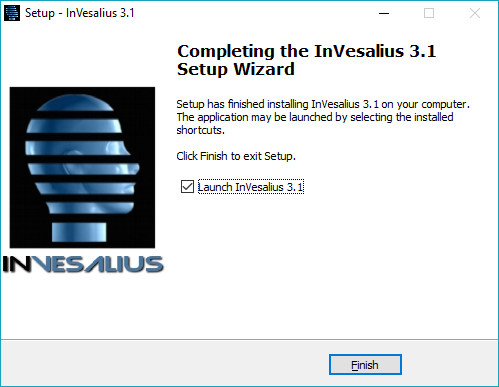 Setup - InVesalius 3.1
Completing the InVesalius 3.1
Setup Wizard
Setup has finished installing InVesalius 3.1 on your computer.
The application may be launched by selecting the installed
shortcuts.
Click Finish to exit Setup.
Launch InVesalius 3.1
INVESALIUS
Finish